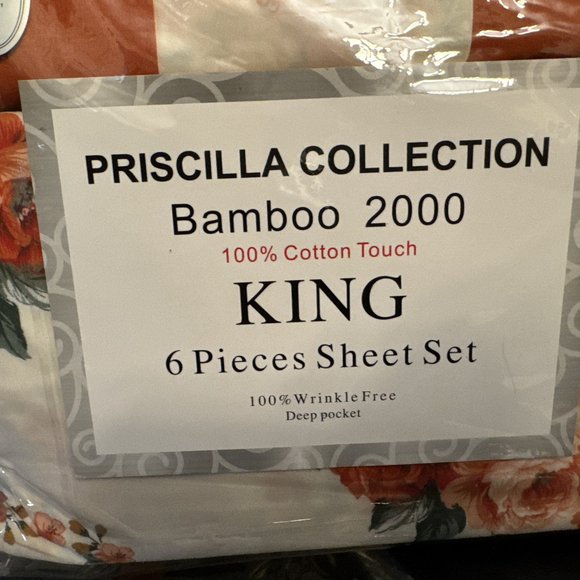 PRISCILLA COLLECTION
Bamboo 2000
100% Cotton Touch
KING
6 Pieces Sheet Set
100% Wrinkle Free
Deep pocket